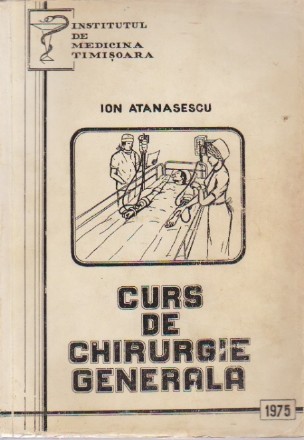 INSTITUTUL
DE
MEDICINA
TIMIȘOARA
ION ATANASESCU
CURS
DE
CHIRURGIE
GENERALA
1975